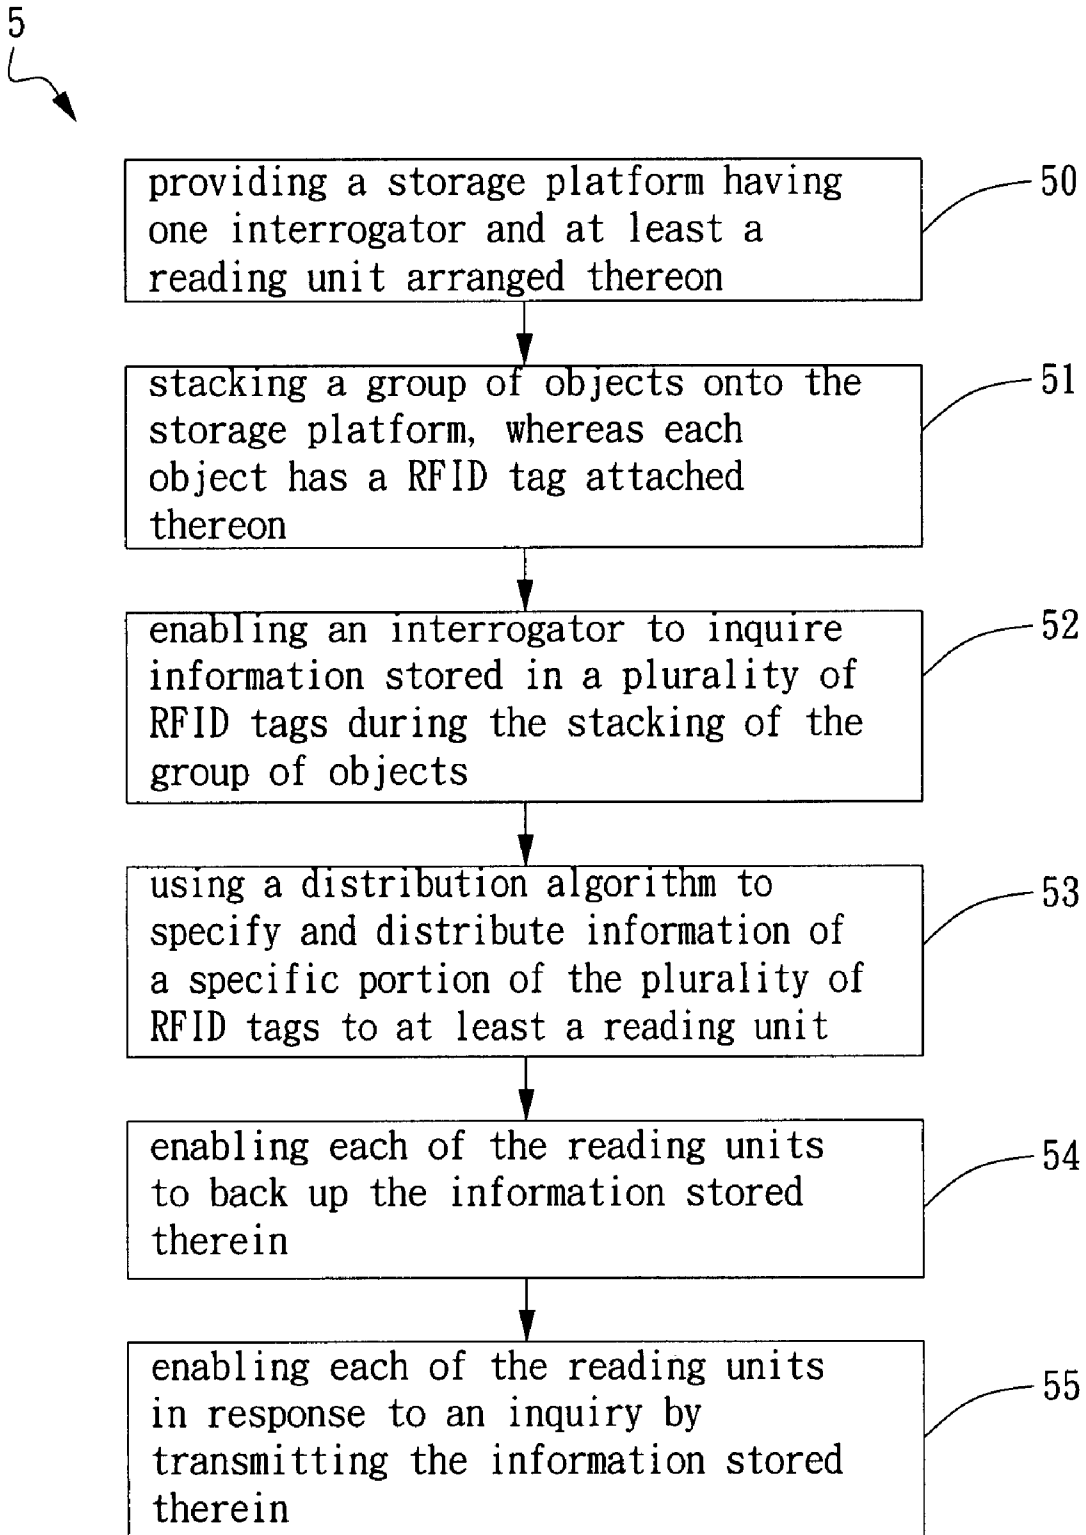 5
providing a storage platform having
one interrogator and at least a
reading unit arranged thereon
50
stacking a group of objects onto the
storage platform, whereas each
object has a RFID tag attached
thereon
51
enabling an interrogator to inquire
information stored in a plurality of
RFID tags during the stacking of the
group of objects
52
using a distribution algorithm to
specify and distribute information of
a specific portion of the plurality of
RFID tags to at least a reading unit
53
enabling each of the reading units
to back up the information stored
therein
54
enabling each of the reading units
in response to an inquiry by
transmitting the information stored
therein
55